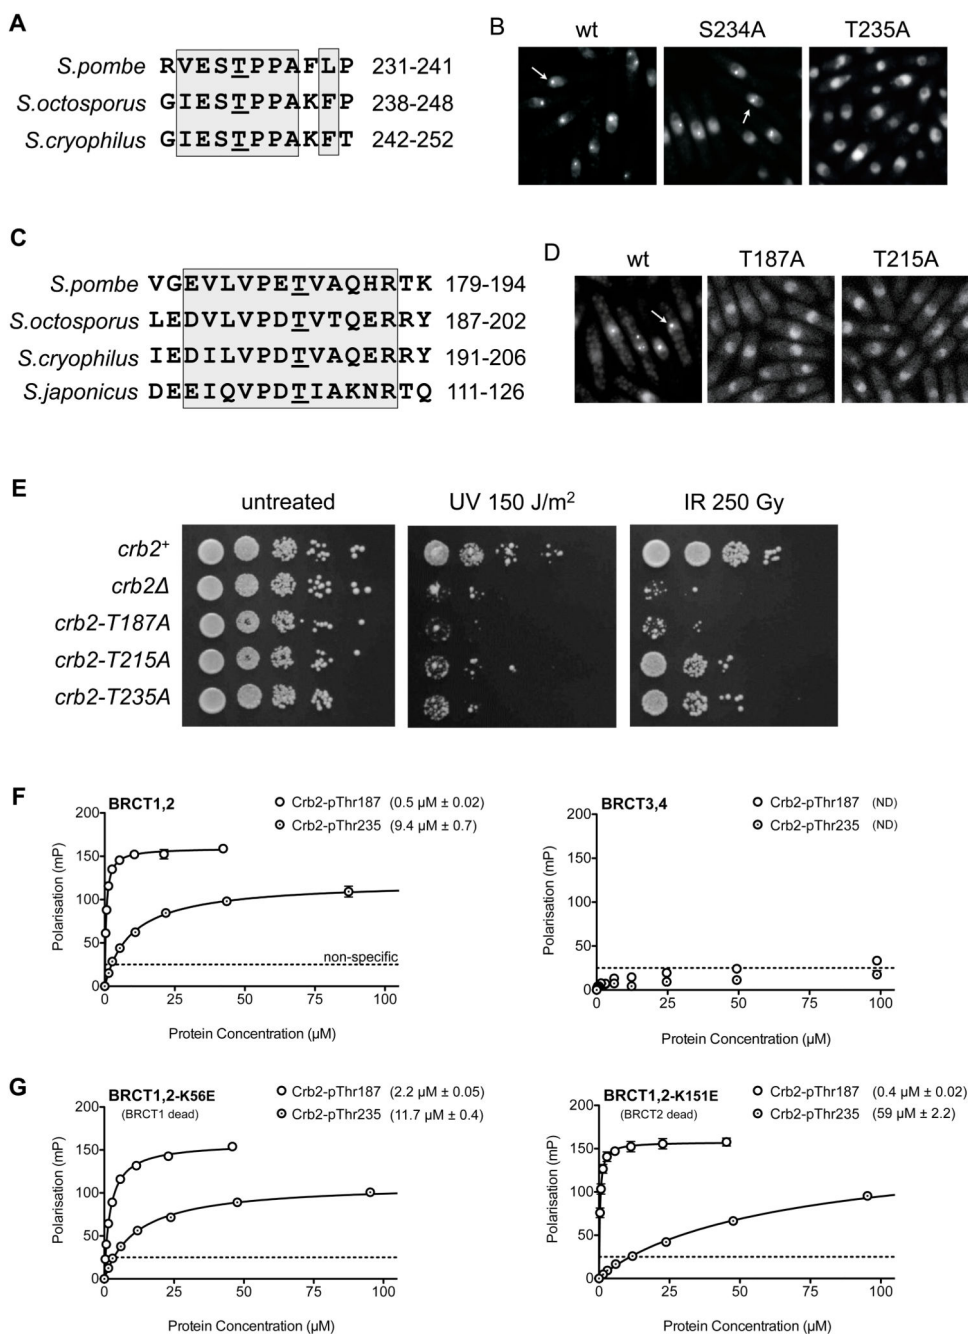 A
S.pombe RVESTPPAFLP 231-241
S.octosporus GIESTPPAKFP 238-248
S.cryophilus GIESTPPAKFT 242-252
B
wt S234A T235A
C
S.pombe VGEVLVPETVAQHRTK 179-194
S.octosporus LEDVLVPDTVTQERRY 187-202
S.cryophilus IEDILVPDTVAQERRY 191-206
S.japonicus DEEIQVPDTIAKNRTQ 111-126
D
wt T187A T215A
E
untreated UV 150 J/m² IR 250 Gy
crb2⁺
crb2Δ
crb2-T187A
crb2-T215A
crb2-T235A
F
BRCT1,2
Crb2-pThr187 (0.5 µM ± 0.02)
Crb2-pThr235 (9.4 µM ± 0.7)
Polarisation (mP)
200
150
100
50
0
non-specific
0 25 50 75 100
Protein Concentration (µM)
BRCT3,4
Crb2-pThr187 (ND)
Crb2-pThr235 (ND)
Polarisation (mP)
200
150
100
50
0
0 25 50 75 100
Protein Concentration (µM)
G
BRCT1,2-K56E
(BRCT1 dead)
Crb2-pThr187 (2.2 µM ± 0.05)
Crb2-pThr235 (11.7 µM ± 0.4)
Polarisation (mP)
200
150
100
50
0
0 25 50 75 100
Protein Concentration (µM)
BRCT1,2-K151E
(BRCT2 dead)
Crb2-pThr187 (0.4 µM ± 0.02)
Crb2-pThr235 (59 µM ± 2.2)
Polarisation (mP)
200
150
100
50
0
0 25 50 75 100
Protein Concentration (µM)